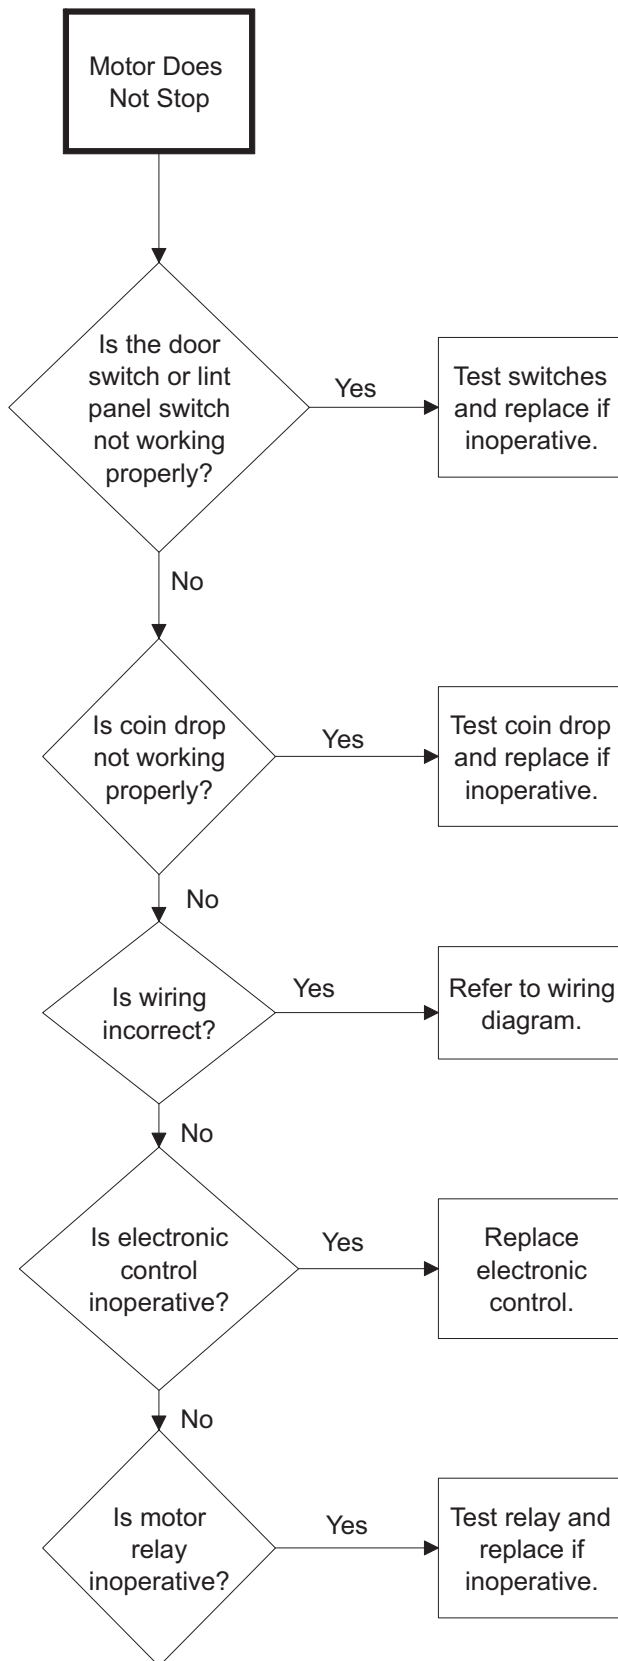 Motor Does
Not Stop
Is the door
switch or lint
panel switch
not working
properly?
Yes
Test switches
and replace if
inoperative.
No
Is coin drop
not working
properly?
Yes
Test coin drop
and replace if
inoperative.
No
Is wiring
incorrect?
Yes
Refer to wiring
diagram.
No
Is electronic
control
inoperative?
Yes
Replace
electronic
control.
No
Is motor
relay
inoperative?
Yes
Test relay and
replace if
inoperative.